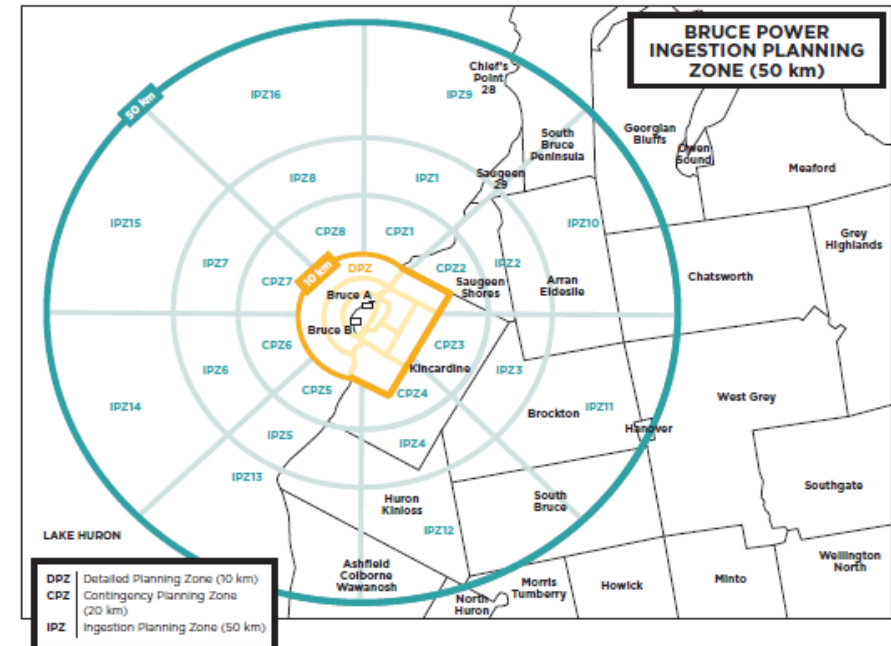 BRUCE POWER
INGESTION PLANNING
ZONE (50 km)
50 km
IPZ16
IPZ9
Chief's
Point
28
South
Bruce
Peninsula
Georgian
Bluffs
Owen
Sound
Meaford
IPZ8
IPZ1
Saugeen
29
IPZ15
IPZ10
Grey
Highlands
CPZ8
CPZ1
IPZ7
CPZ7
10 km
DPZ
CPZ2
IPZ2
Saugeen
Shores
Arran
Eldeslie
Chatsworth
Bruce A
Bruce B
CPZ6
CPZ3
IPZ6
Kincardine
IPZ3
CPZ5
CPZ4
IPZ14
Brockton
IPZ11
West Grey
Hanover
IPZ5
IPZ4
IPZ13
Huron
Kinloss
South
Bruce
Southgate
IPZ12
LAKE HURON
Ashfield
Colborne
Wawanosh
North
Huron
Morris
Tumberry
Howick
Minto
Wellington
North
DPZ Detailed Planning Zone (10 km)
CPZ Contingency Planning Zone
(20 km)
IPZ Ingestion Planning Zone (50 km)